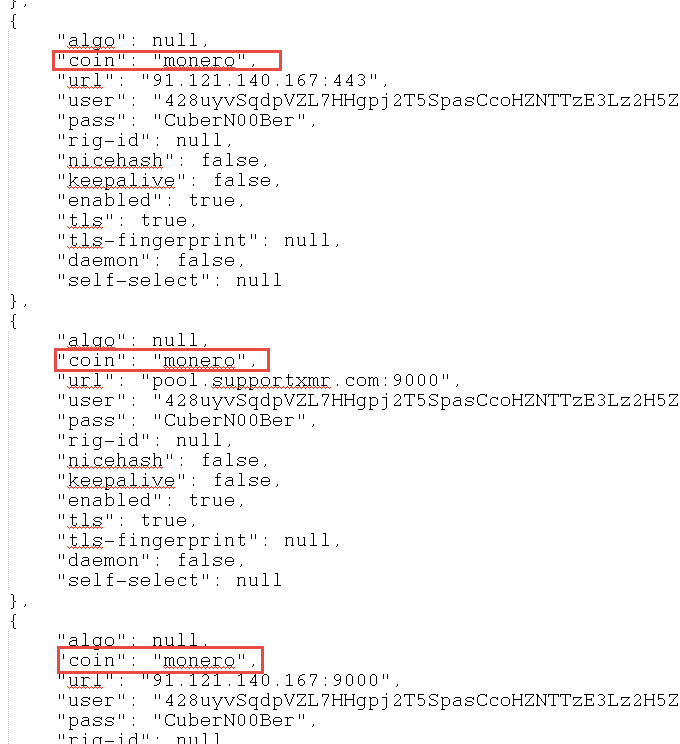 },
{
"algo": null,
"coin": "monero",
"url": "91.121.140.167:443",
"user": "428uyvSqdpVZL7HHgpj2T5SpasCcoHZNTTzE3Lz2H5Z
"pass": "CuberN00Ber",
"rig-id": null,
"nicehash": false,
"keepalive": false,
"enabled": true,
"tls": true,
"tls-fingerprint": null,
"daemon": false,
"self-select": null
},
{
"algo": null,
"coin": "monero",
"url": "pool.supportxmr.com:9000",
"user": "428uyvSqdpVZL7HHgpj2T5SpasCcoHZNTTzE3Lz2H5Z
"pass": "CuberN00Ber",
"rig-id": null,
"nicehash": false,
"keepalive": false,
"enabled": true,
"tls": true,
"tls-fingerprint": null,
"daemon": false,
"self-select": null
},
{
"algo": null,
"coin": "monero",
"url": "91.121.140.167:9000",
"user": "428uyvSqdpVZL7HHgpj2T5SpasCcoHZNTTzE3Lz2H5Z
"pass": "CuberN00Ber",
"rig-id": null